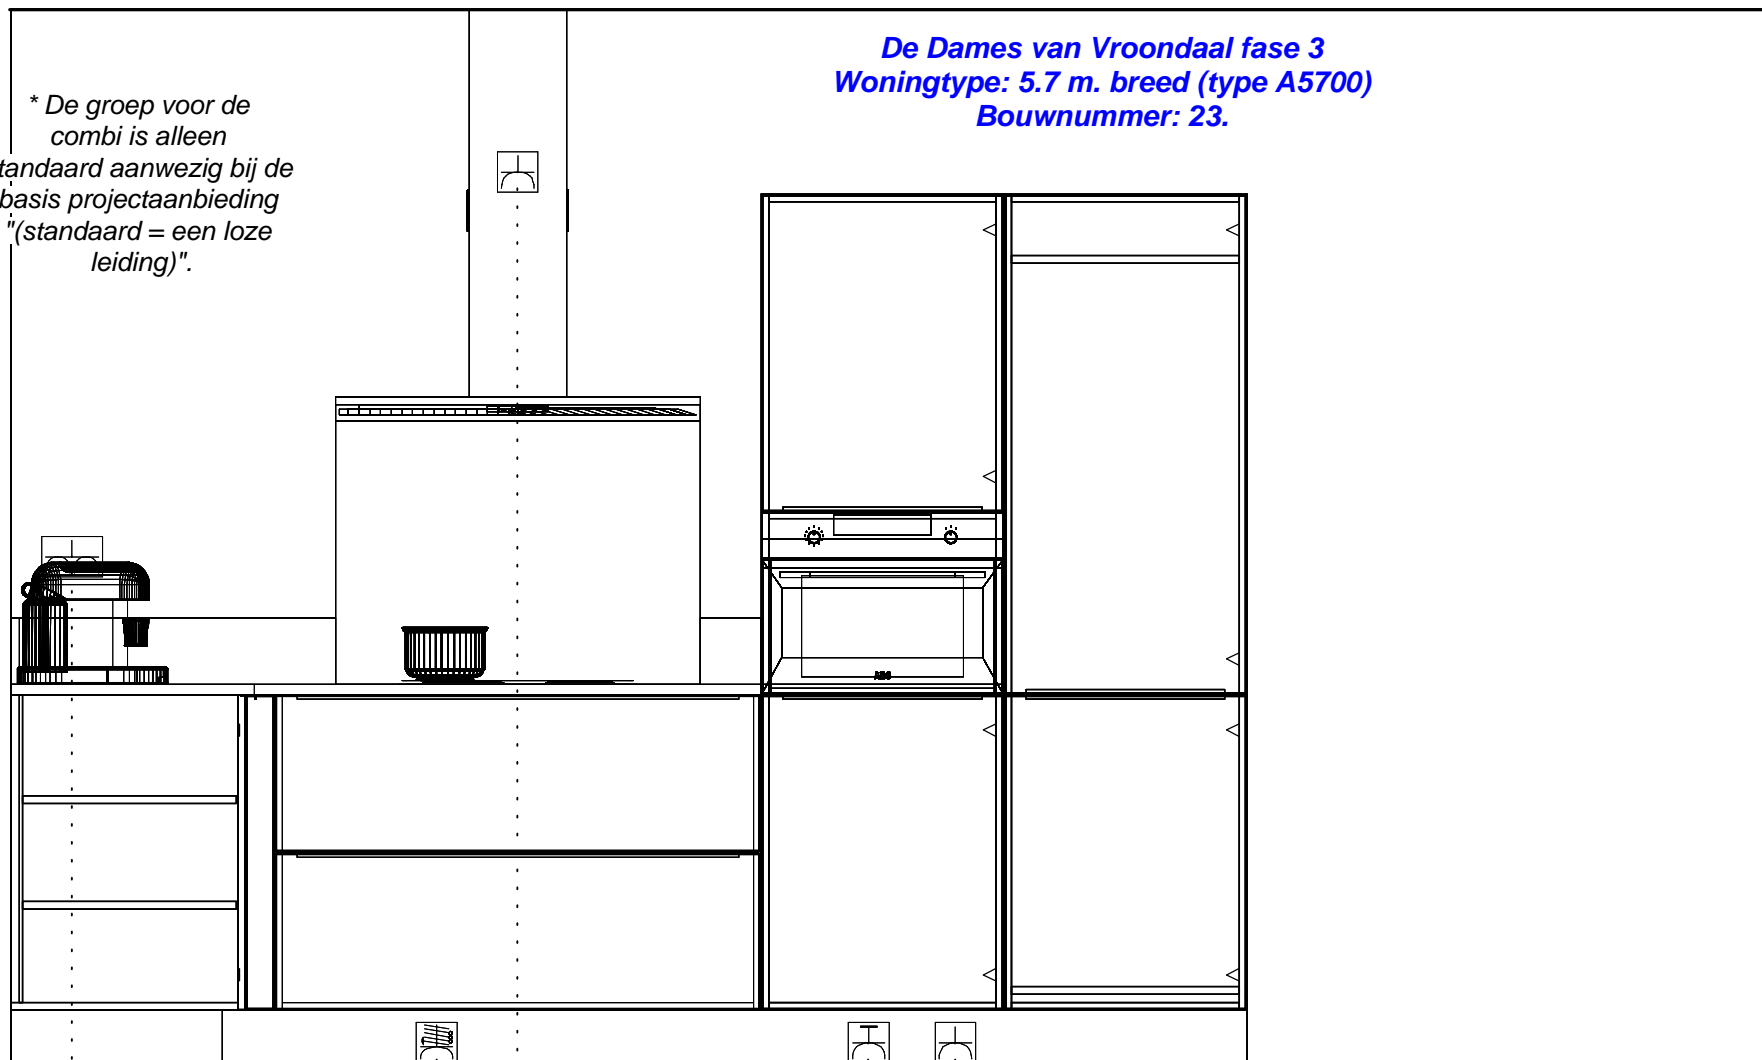 De Dames van Vroondaal fase 3
Woningtype: 5.7 m. breed (type A5700)
Bouwnummer: 23.
* De groep voor de
combi is alleen
tandaard aanwezig bij de
basis projectaanbieding
"(standaard = een loze
leiding)".
AEG